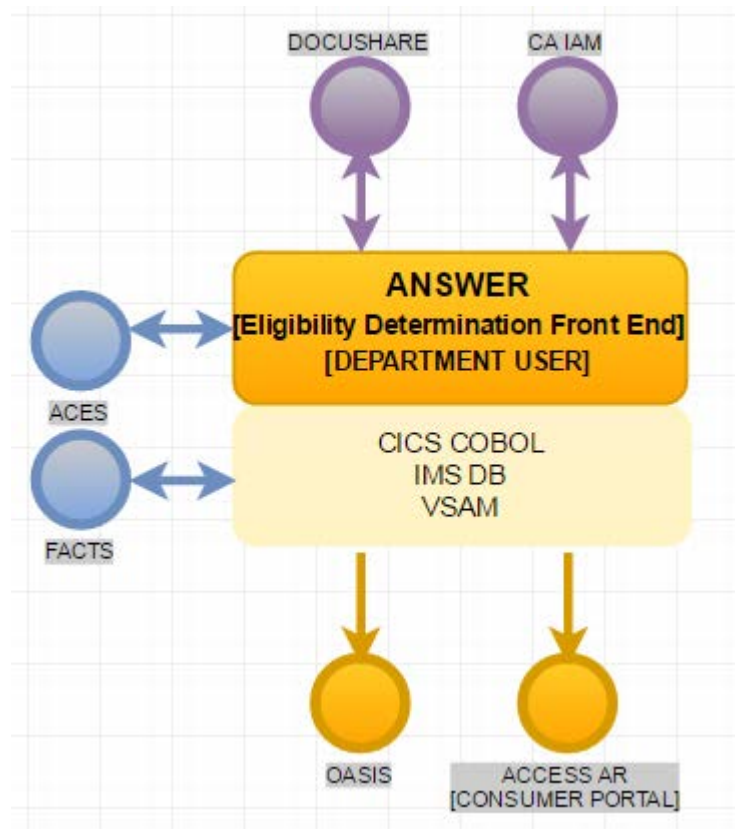 DOCUSHARE
CA IAM
ANSWER
[Eligibility Determination Front End]
[DEPARTMENT USER]
ACES
CICS COBOL
IMS DB
VSAM
FACTS
OASIS
ACCESS AR
[CONSUMER PORTAL]